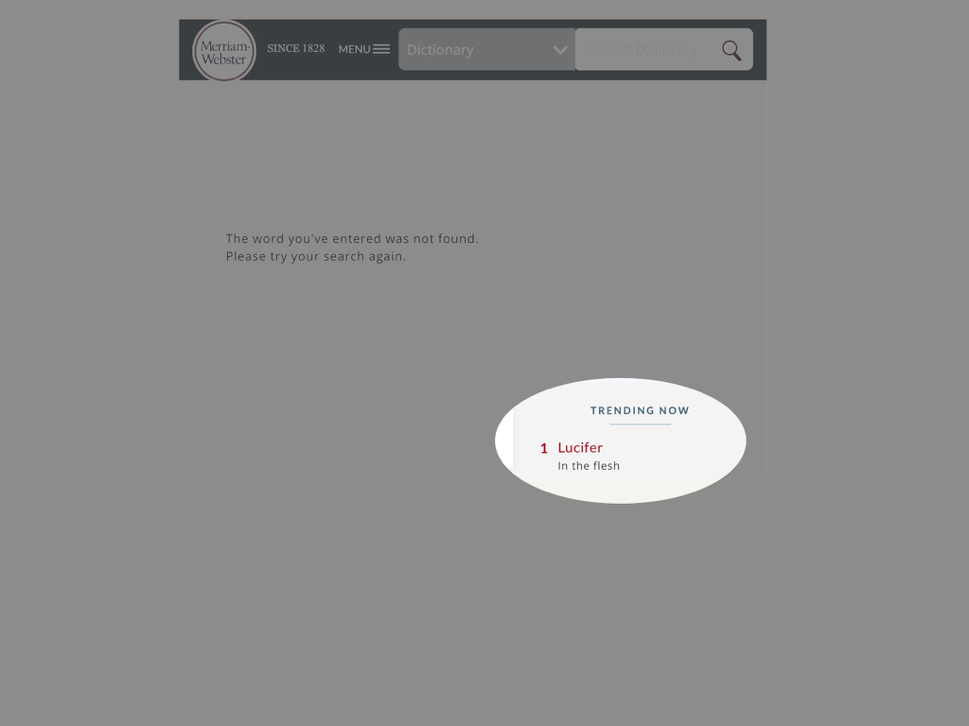 Merriam-
Webster
SINCE 1828
MENU
Dictionary
Search Dictionary
The word you've entered was not found.
Please try your search again.
TRENDING NOW
1 Lucifer
In the flesh